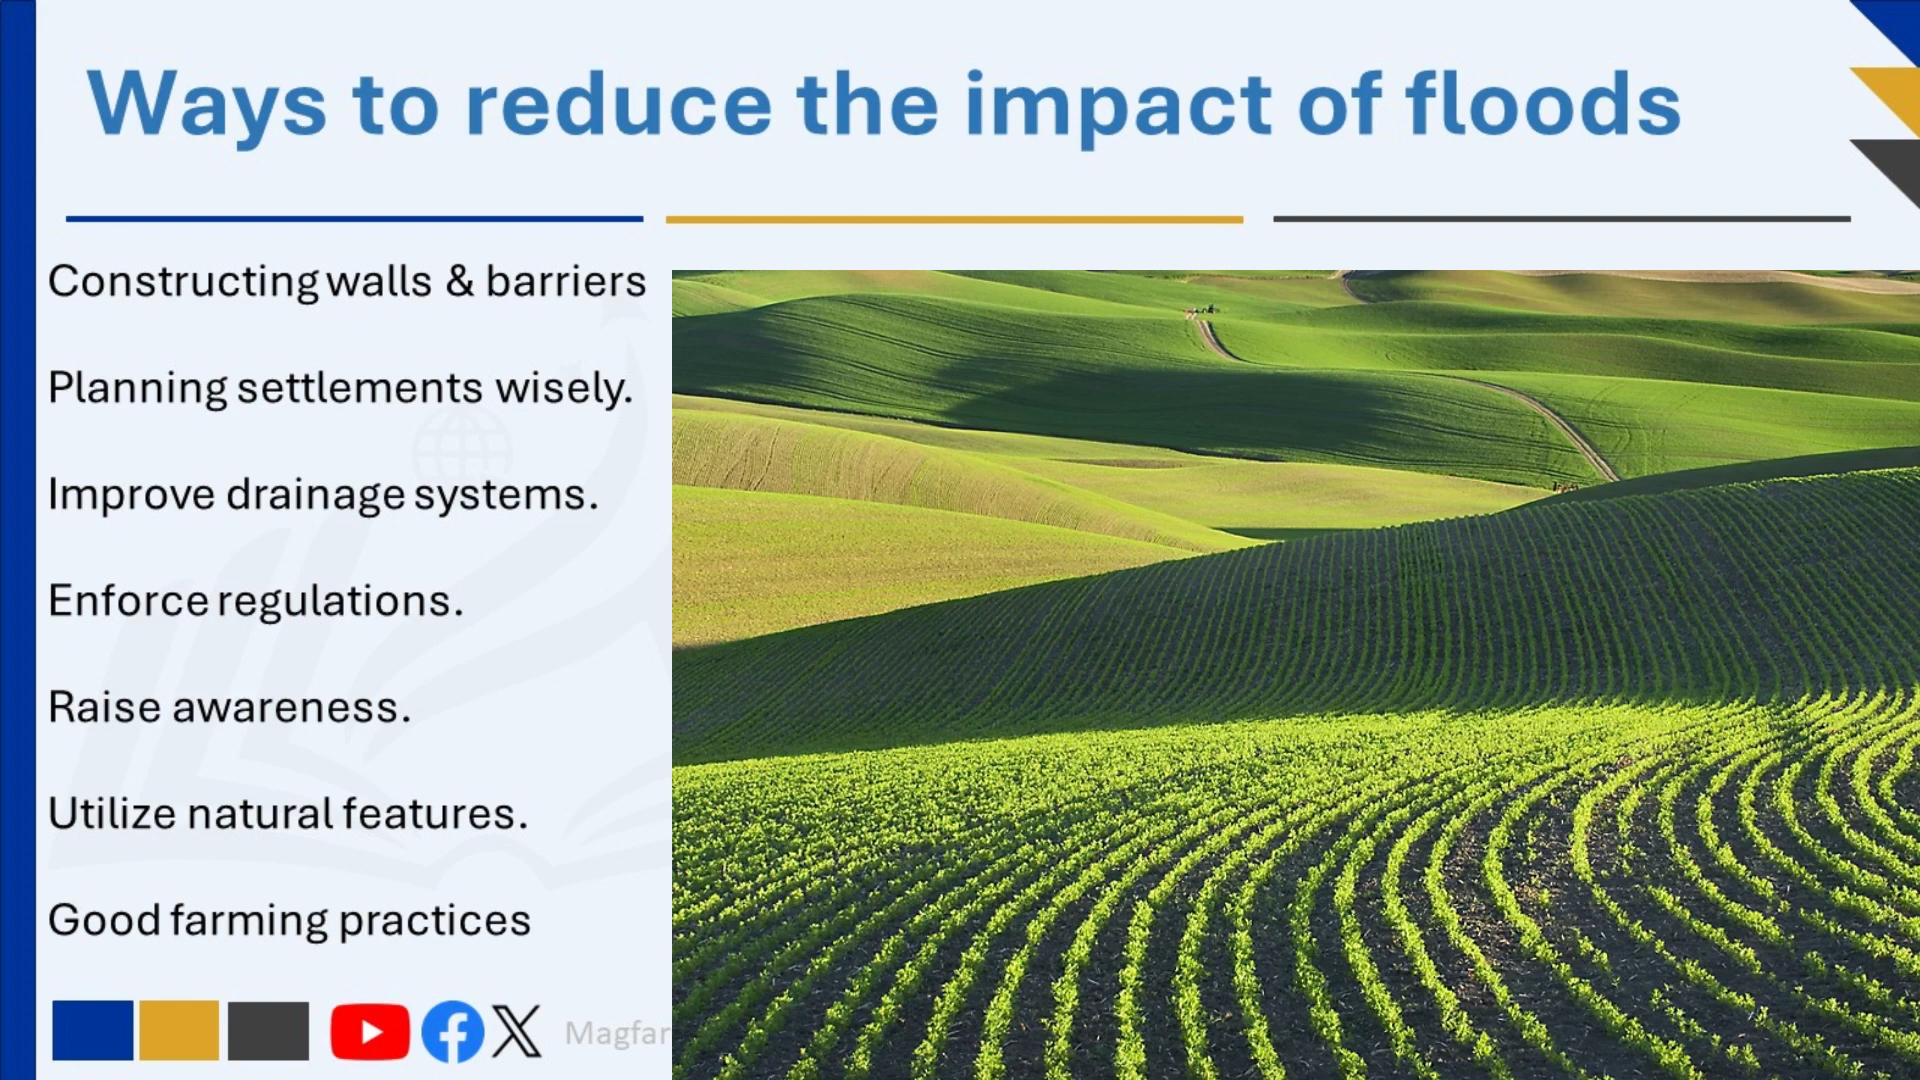 Ways to reduce the impact of floods
Constructing walls & barriers
Planning settlements wisely.
Improve drainage systems.
Enforce regulations.
Raise awareness.
Utilize natural features.
Good farming practices
Magfar